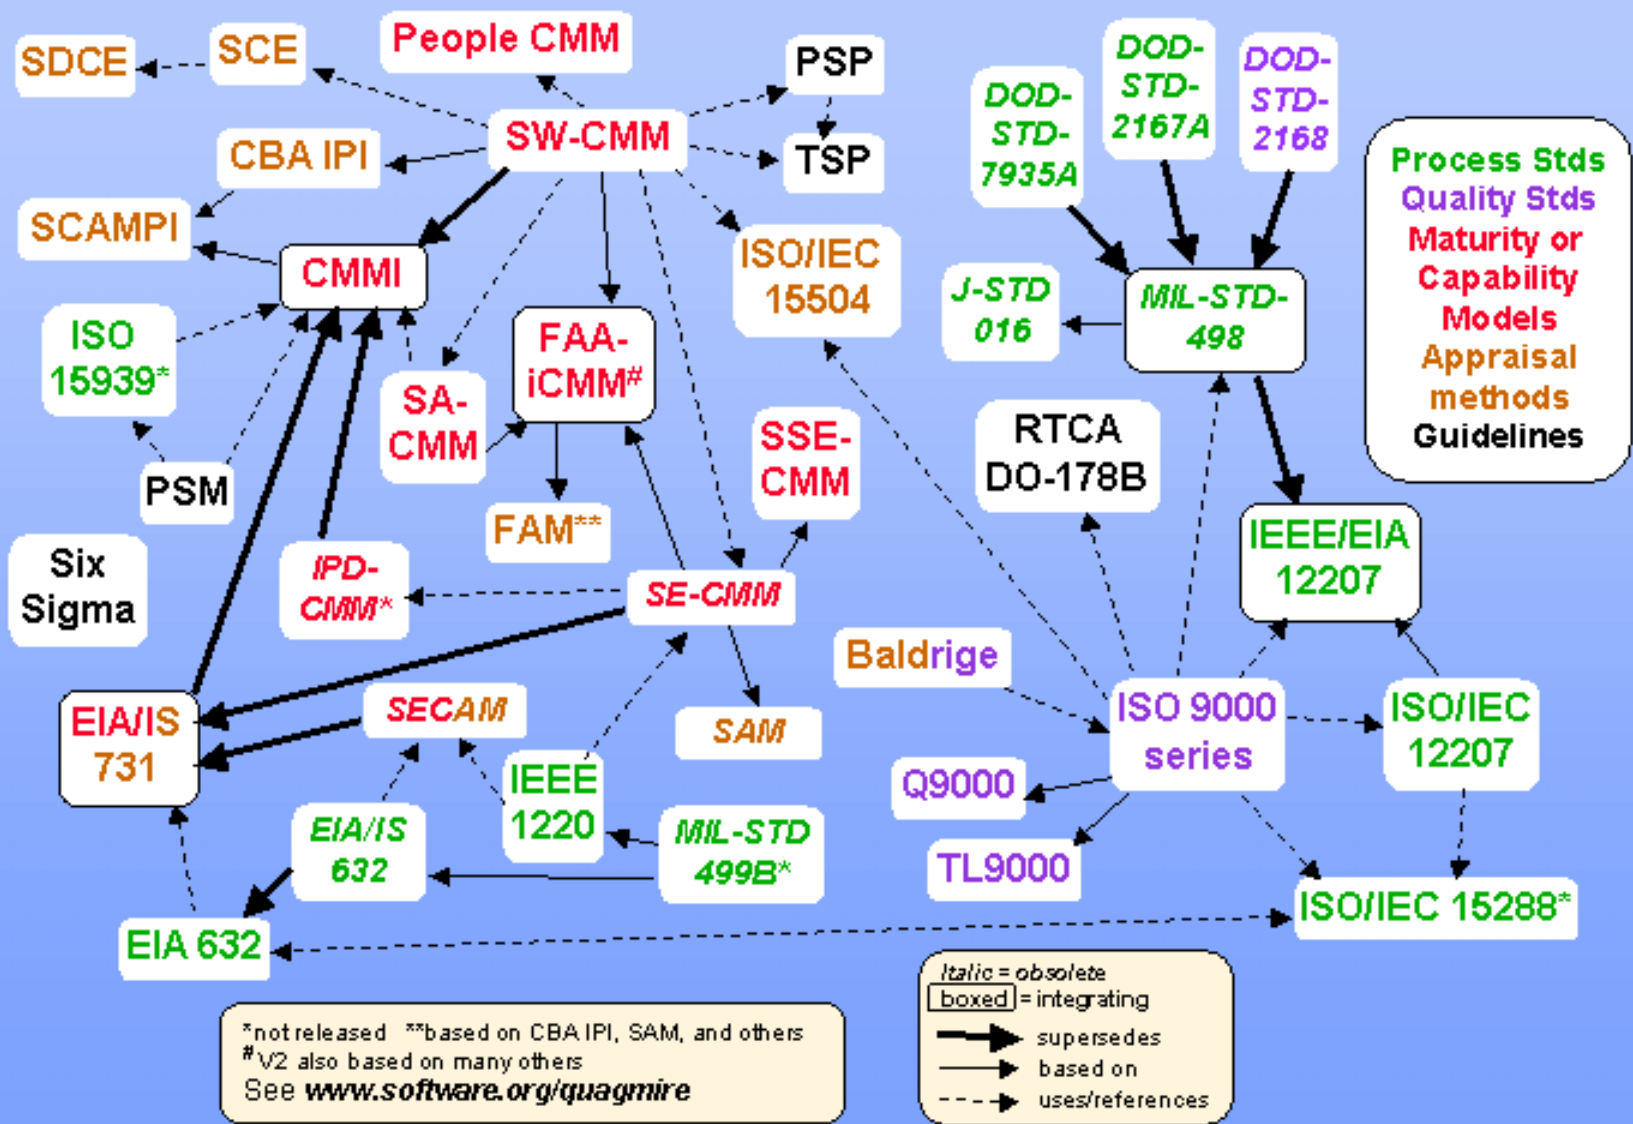 People CMM
SDCE
SCE
PSP
SW-CMM
TSP
CBA IPI
SCAMPI
CMMI
ISO/IEC
15504
ISO
15939*
FAA-
iCMM#
SA-
CMM
SSE-
CMM
PSM
FAM**
Six
Sigma
IPD-
CMM*
SE-CMM
EIA/IS
731
SECAM
SAM
IEEE
1220
EIA/IS
632
MIL-STD
499B*
EIA 632
DOD-
STD-
7935A
DOD-
STD-
2167A
DOD-
STD-
2168
J-STD
016
MIL-STD-
498
RTCA
DO-178B
IEEE/EIA
12207
Baldrige
ISO 9000
series
ISO/IEC
12207
Q9000
TL9000
ISO/IEC 15288*
Process Stds
Quality Stds
Maturity or
Capability
Models
Appraisal
methods
Guidelines
*not released **based on CBA IPI, SAM, and others
#V2 also based on many others
See www.software.org/quagmire
Italic = obsolete
boxed = integrating
supersedes
based on
uses/references